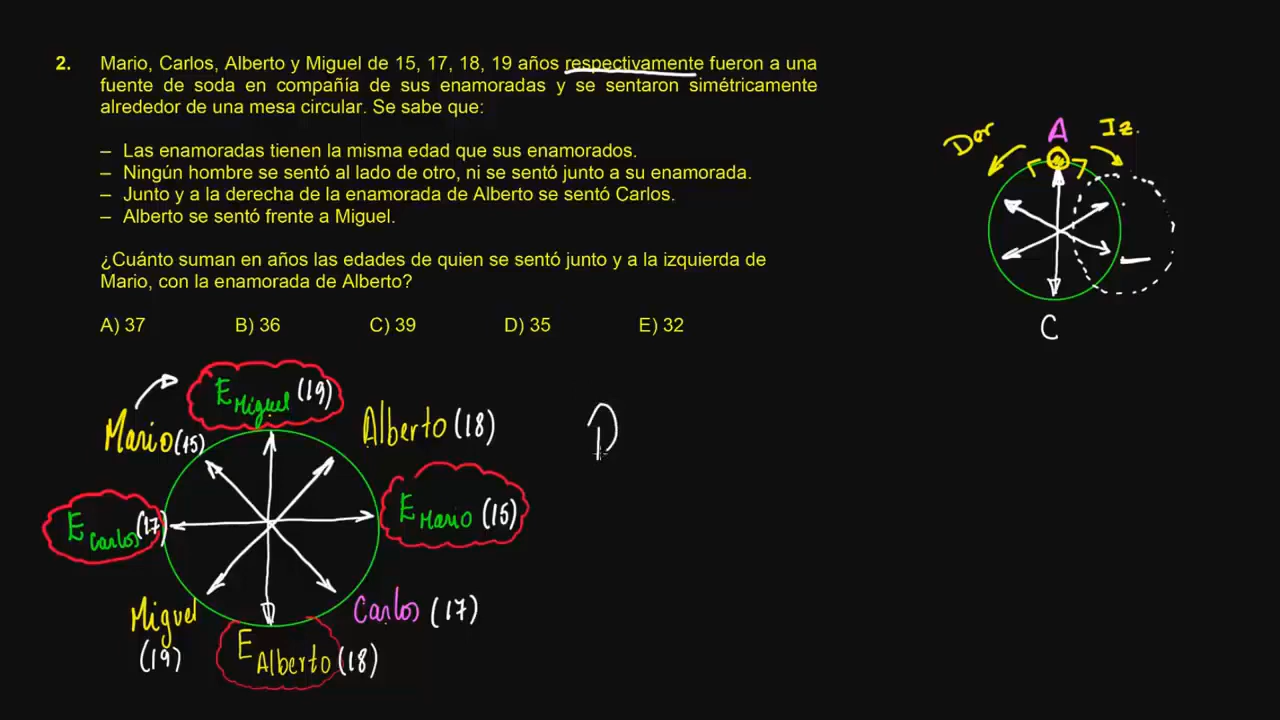 2. Mario, Carlos, Alberto y Miguel de 15, 17, 18, 19 años respectivamente fueron a una
fuente de soda en compañía de sus enamoradas y se sentaron simétricamente
alrededor de una mesa circular. Se sabe que:
– Las enamoradas tienen la misma edad que sus enamorados.
– Ningún hombre se sentó al lado de otro, ni se sentó junto a su enamorada.
– Junto y a la derecha de la enamorada de Alberto se sentó Carlos.
– Alberto se sentó frente a Miguel.
¿Cuánto suman en años las edades de quien se sentó junto y a la izquierda de
Mario, con la enamorada de Alberto?
A) 37 B) 36 C) 39 D) 35 E) 32
Der A Iz.
C
E Miguel (19)
Mario (15) Alberto (18)
E Carlos (17) E Mario (15)
Miguel (19) Carlos (17)
E Alberto (18)